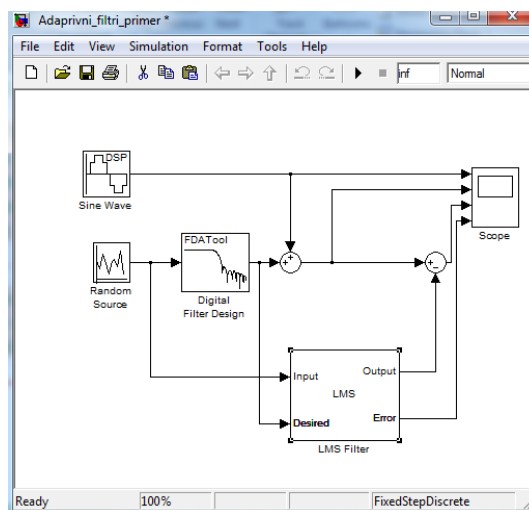 Adaprivni_filtri_primer *
File Edit View Simulation Format Tools Help
inf Normal
DSP
Sine Wave
Scope
FDATool
Random
Source
Digital
Filter Design
Input
Output
LMS
Desired
Error
LMS Filter
Ready 100% FixedStepDiscrete